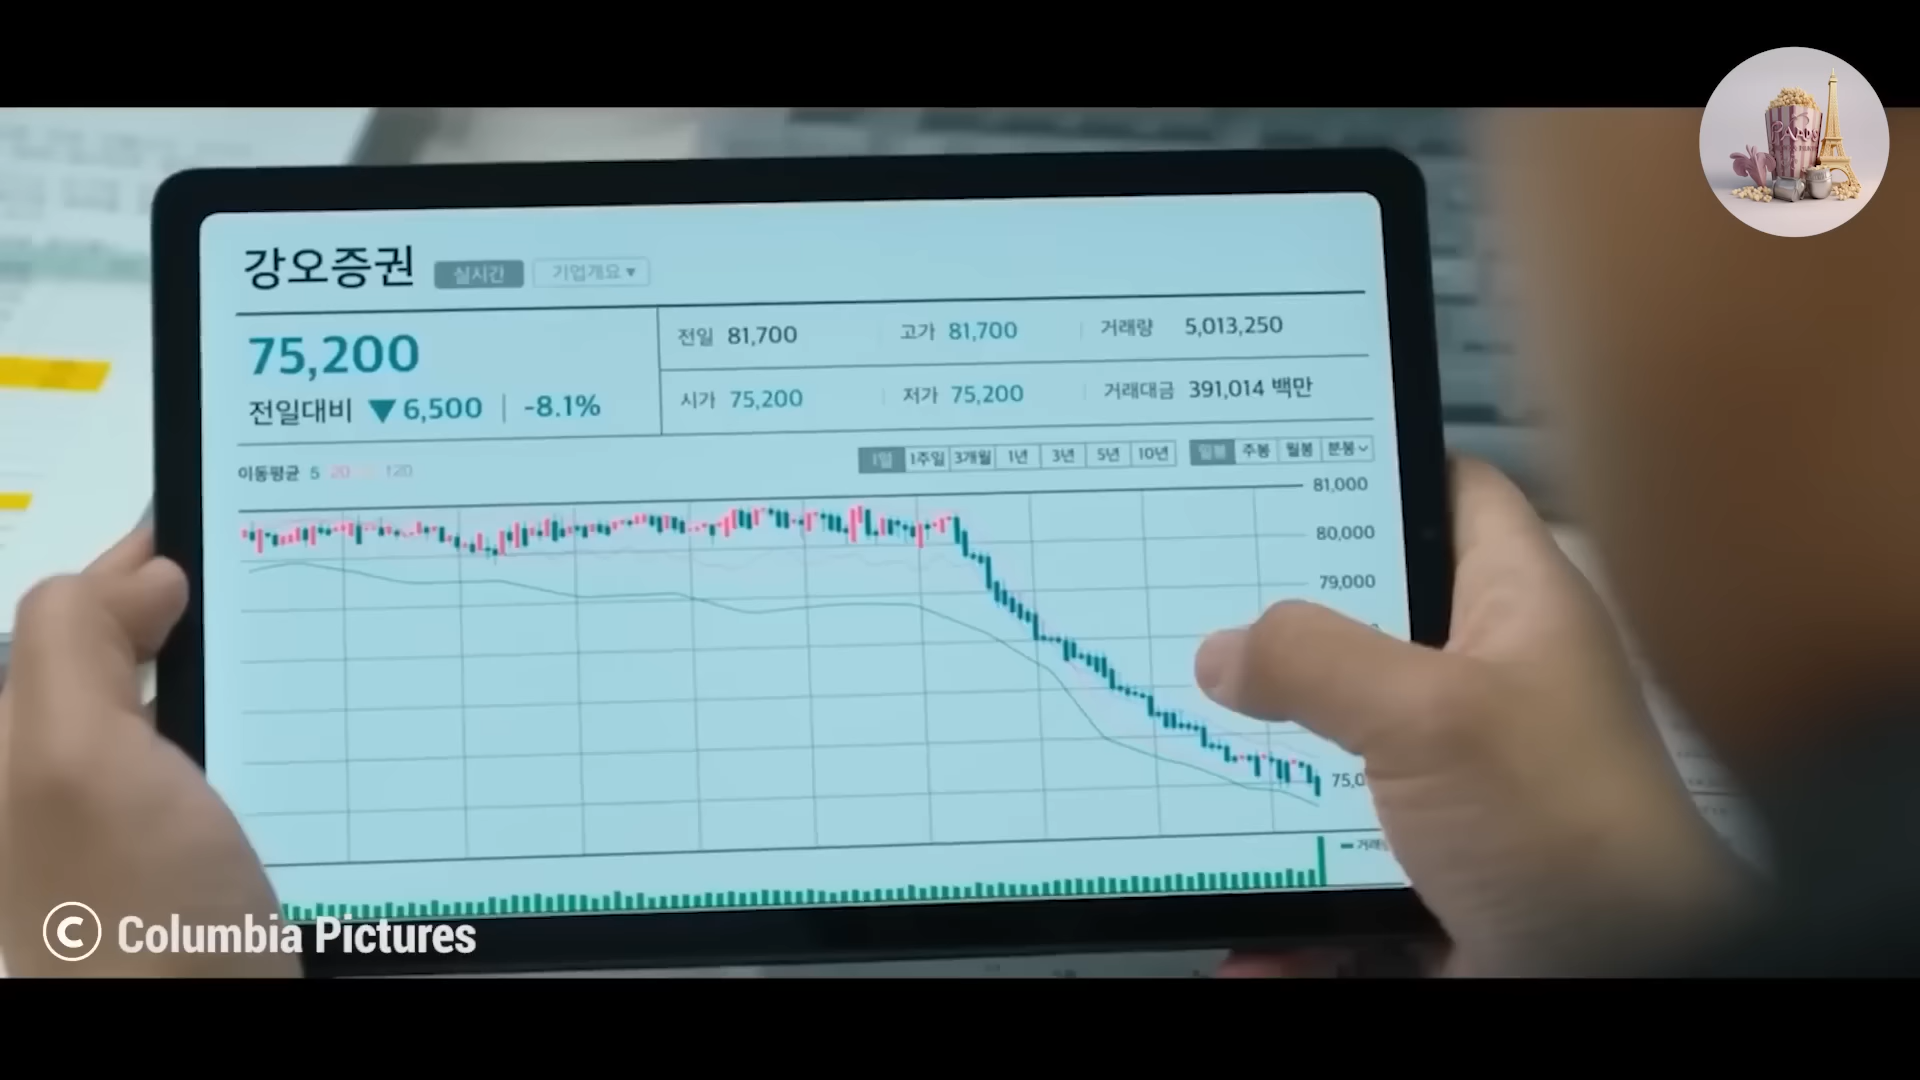 강오증권 실시간 기업개요 ▼
75,200
전일대비 ▼ 6,500 | -8.1%
전일 81,700 고가 81,700 거래량 5,013,250
시가 75,200 저가 75,200 거래대금 391,014 백만
이동평균 5 20 120
1일 1주일 3개월 1년 3년 5년 10년 일봉 주봉 월봉 분봉
81,000
80,000
79,000
75,0
© Columbia Pictures